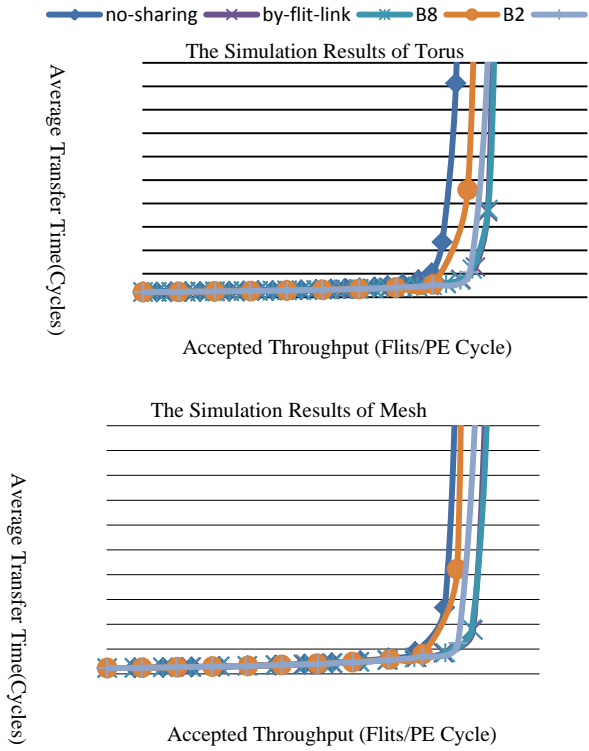 no-sharing by-flit-link B8 B2
The Simulation Results of Torus
Average Transfer Time(Cycles)
Accepted Throughput (Flits/PE Cycle)
The Simulation Results of Mesh
Average Transfer Time(Cycles)
Accepted Throughput (Flits/PE Cycle)